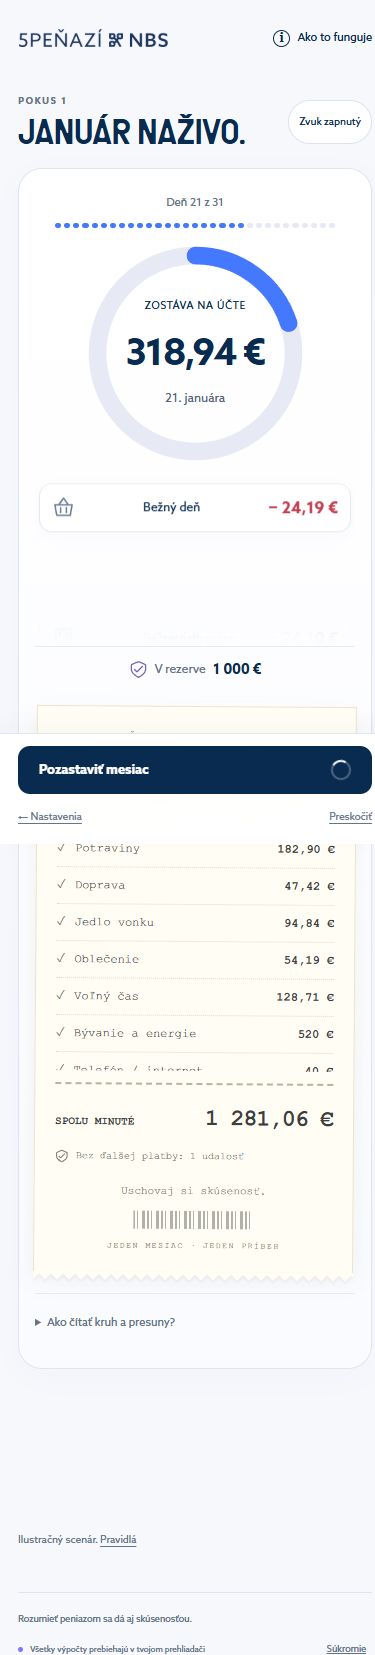 5PEŇAZÍ NBS
Ako to funguje
POKUS 1
JANUÁR NAŽIVO.
Zvuk zapnutý
Deň 21 z 31
ZOSTÁVA NA ÚČTE
318,94 €
21. januára
Bežný deň − 24,19 €
V rezerve 1 000 €
Pozastaviť mesiac
← Nastavenia Preskočiť
✓ Potraviny 182,90 €
✓ Doprava 47,42 €
✓ Jedlo vonku 94,84 €
✓ Oblečenie 54,19 €
✓ Voľný čas 128,71 €
✓ Bývanie a energie 520 €
✓ Telefón / internet 40 €
SPOLU MINUTÉ 1 281,06 €
Bez ďalšej platby: 1 udalosť
Uschovaj si skúsenosť.
JEDEN MESIAC · JEDEN PRÍBEH
▸ Ako čítať kruh a presuny?
Ilustračný scenár. Pravidlá
Rozumieť peniazom sa dá aj skúsenosťou.
Všetky výpočty prebiehajú v tvojom prehliadači
Súkromie